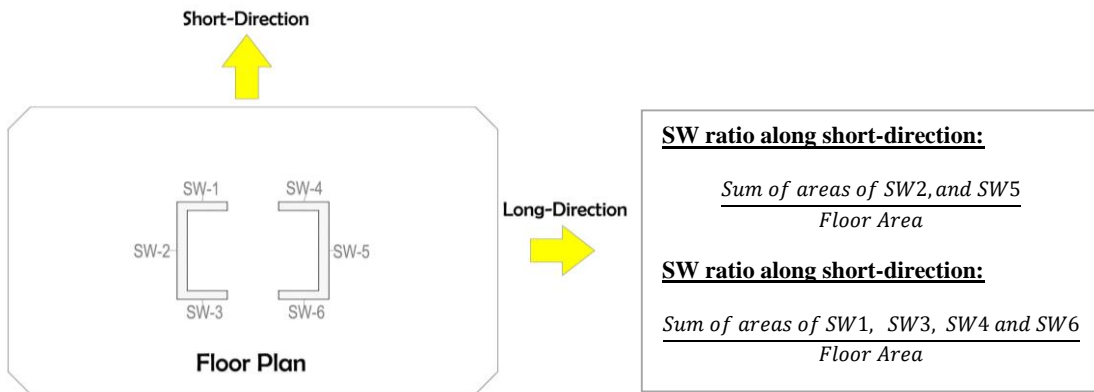 Short-Direction
SW-1
SW-4
SW-2
SW-5
SW-3
SW-6
Floor Plan
Long-Direction
SW ratio along short-direction:
Sum of areas of SW2, and SW5
Floor Area
SW ratio along short-direction:
Sum of areas of SW1, SW3, SW4 and SW6
Floor Area